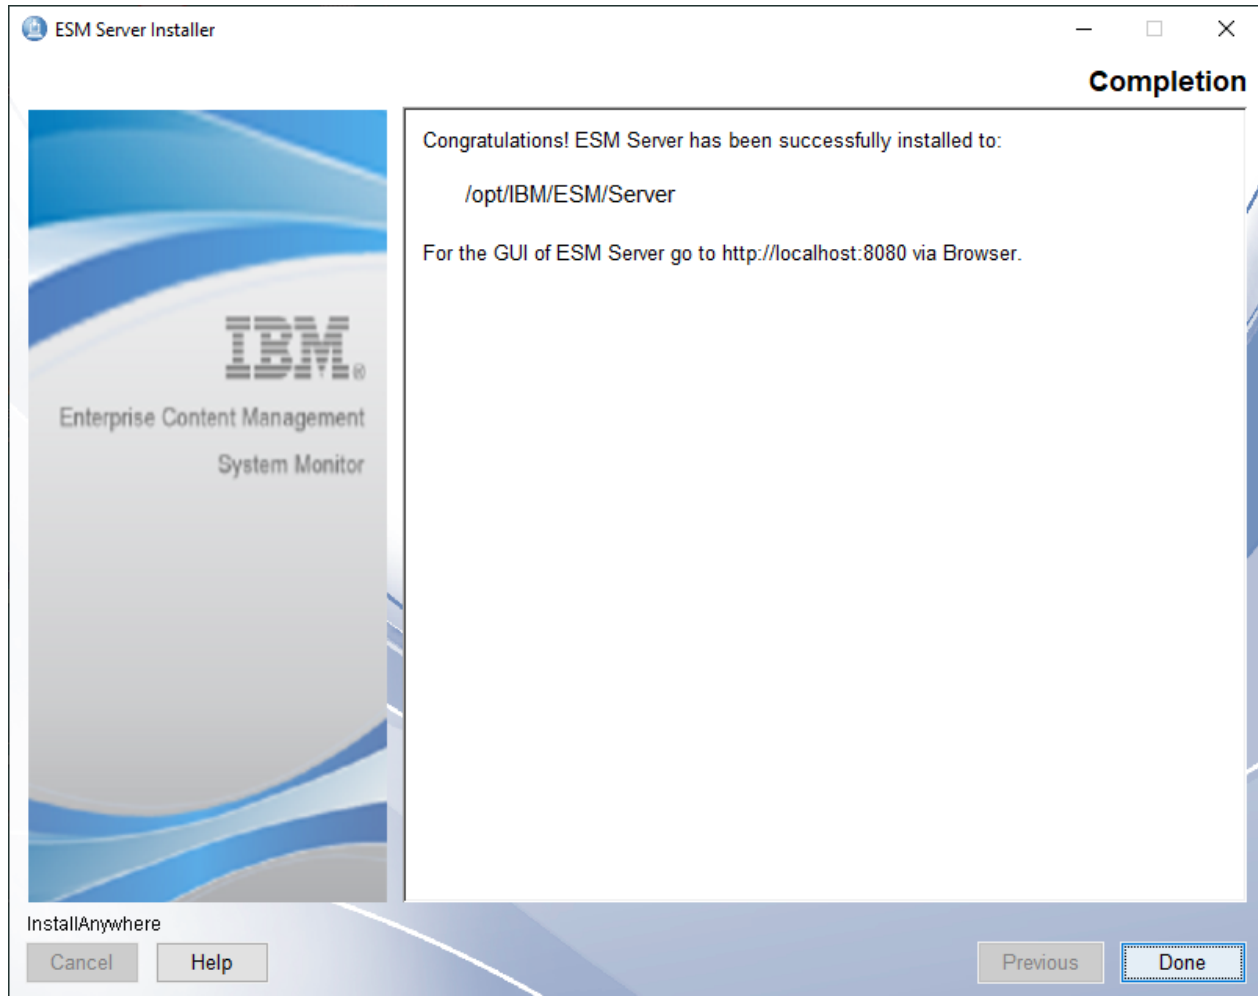 ESM Server Installer
Completion
Congratulations! ESM Server has been successfully installed to:
/opt/IBM/ESM/Server
For the GUI of ESM Server go to http://localhost:8080 via Browser.
IBM®
Enterprise Content Management
System Monitor
InstallAnywhere
Cancel
Help
Previous
Done